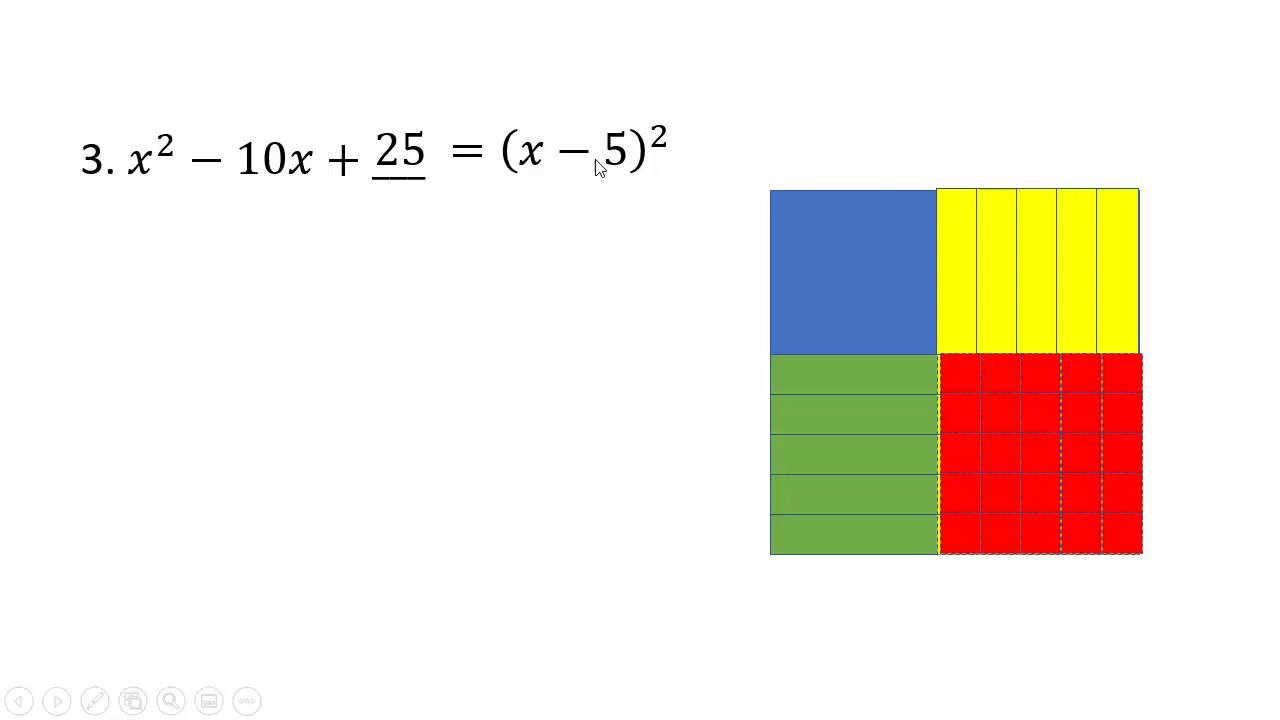 3. x² − 10x + 25 = (x − 5)²